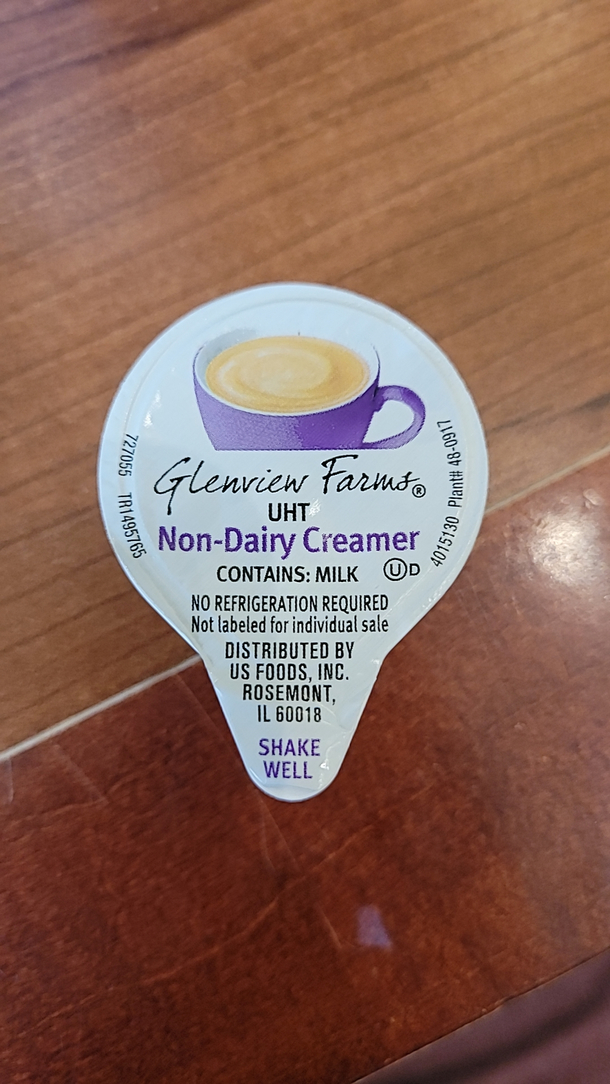 Glenview Farms®
UHT
Non-Dairy Creamer
CONTAINS: MILK ⓊD
NO REFRIGERATION REQUIRED
Not labeled for individual sale
DISTRIBUTED BY
US FOODS, INC.
ROSEMONT,
IL 60018
SHAKE
WELL
727055 TR1495765
4015130 Plant# 48-0917